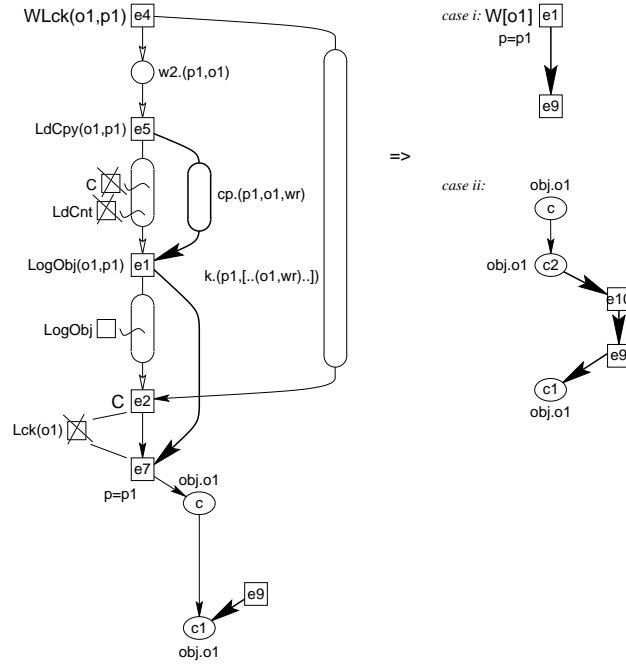 WLck(o1,p1) e4
w2.(p1,o1)
LdCpy(o1,p1) e5
C
LdCnt
cp.(p1,o1,wr)
LogObj(o1,p1) e1
k.(p1,[..(o1,wr)..])
LogObj
C e2
Lck(o1)
e7
p=p1
obj.o1
c
e9
c1
obj.o1
=>
case i: W[o1] e1
p=p1
e9
case ii:
obj.o1
c
obj.o1 c2
e10
e9
c1
obj.o1